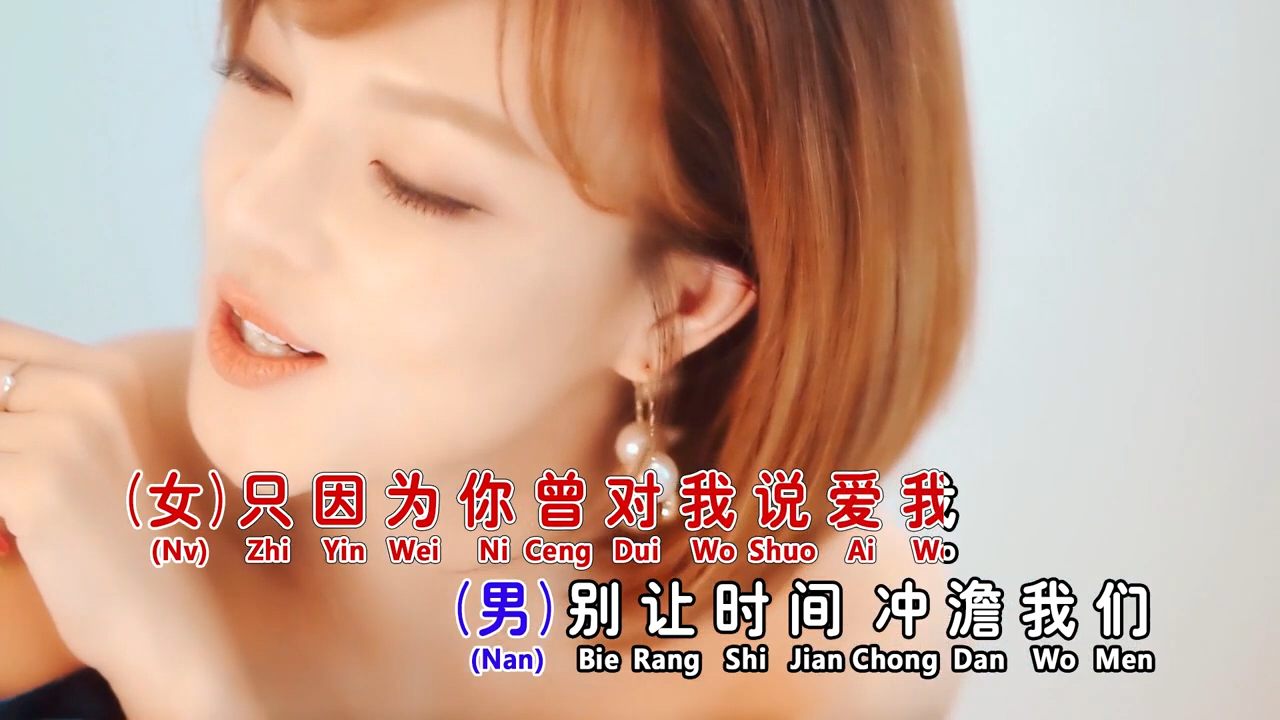 (女)只因为你曾对我说爱我
(Nv) Zhi Yin Wei Ni Ceng Dui Wo Shuo Ai Wo
(男)别让时间 冲澹我们
(Nan) Bie Rang Shi Jian Chong Dan Wo Men